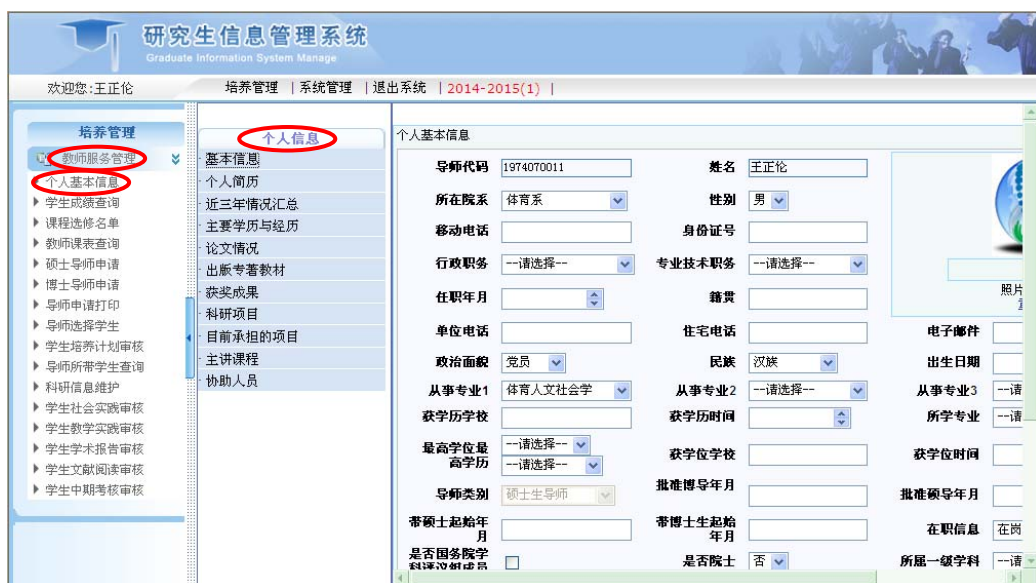 研究生信息管理系统
Graduate Information System Manage
欢迎您:王正伦 培养管理 |系统管理 |退出系统 | 2014-2015(1) |
培养管理
教师服务管理
个人基本信息
学生成绩查询
课程选修名单
教师课表查询
硕士导师申请
博士导师申请
导师申请打印
导师选择学生
学生培养计划审核
导师所带学生查询
科研信息维护
学生社会实践审核
学生教学实践审核
学生学术报告审核
学生文献阅读审核
学生中期考核审核
个人信息
基本信息
个人简历
近三年情况汇总
主要学历与经历
论文情况
出版专著教材
获奖成果
科研项目
目前承担的项目
主讲课程
协助人员
个人基本信息
导师代码 1974070011 姓名 王正伦
所在院系 体育系 性别 男
移动电话 身份证号
行政职务 --请选择-- 专业技术职务 --请选择--
照片
任职年月 籍贯
单位电话 住宅电话 电子邮件
政治面貌 党员 民族 汉族 出生日期
从事专业1 体育人文社会学 从事专业2 --请选择-- 从事专业3 --请
获学历学校 获学历时间 所学专业 --请
最高学位最高学历 --请选择-- --请选择-- 获学位学校 获学位时间
导师类别 硕士生导师 批准博导年月 批准硕导年月
带硕士起始年月 带博士生起始年月 在职信息 在岗
是否国务院学科评议组成员 是否院士 否 所属一级学科 --请